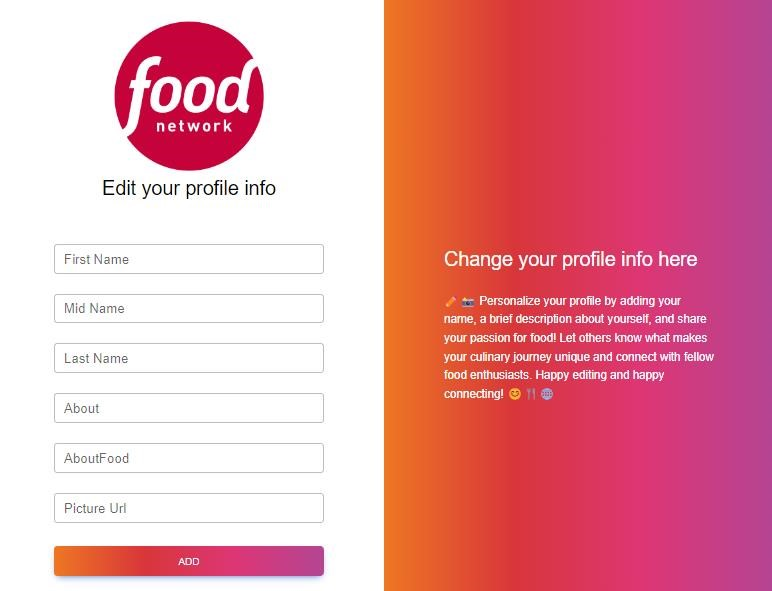 food
network
Edit your profile info
First Name
Mid Name
Last Name
About
AboutFood
Picture Url
ADD
Change your profile info here
✏️ 📷 Personalize your profile by adding your
name, a brief description about yourself, and share
your passion for food! Let others know what makes
your culinary journey unique and connect with fellow
food enthusiasts. Happy editing and happy
connecting! 😊 🍴 🌐